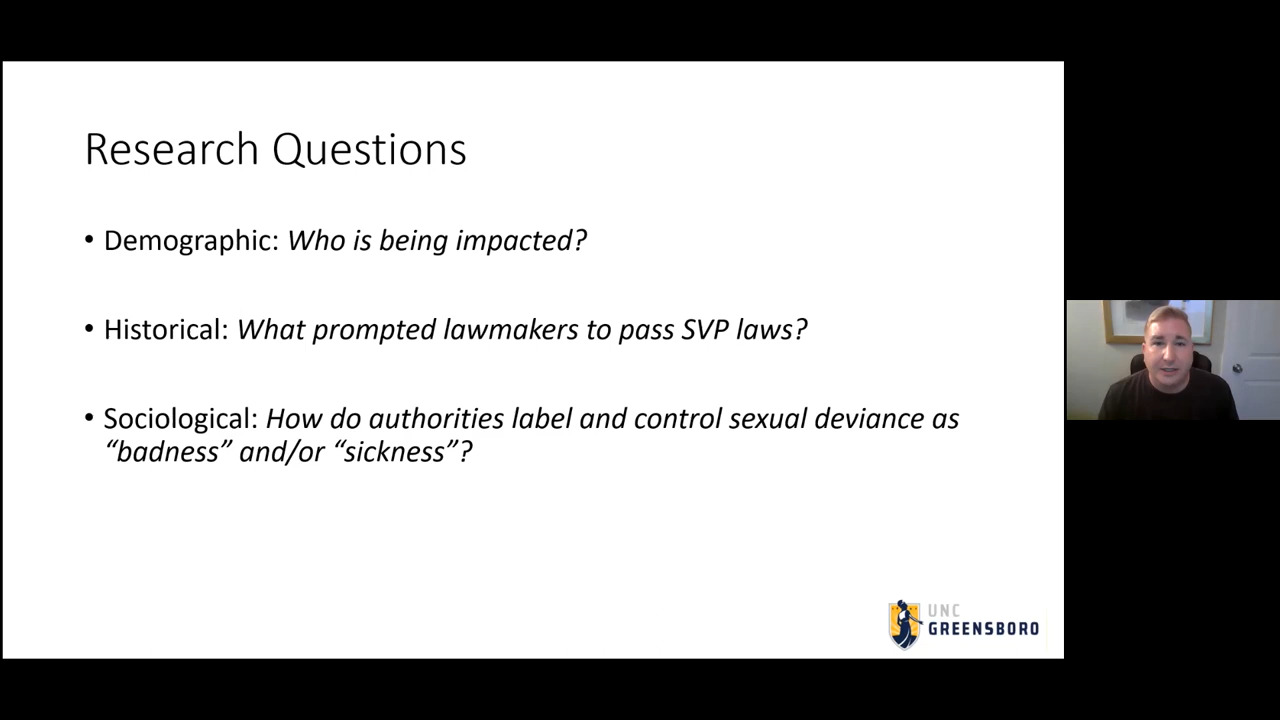 Research Questions
• Demographic: Who is being impacted?
• Historical: What prompted lawmakers to pass SVP laws?
• Sociological: How do authorities label and control sexual deviance as
“badness” and/or “sickness”?
UNC
GREENSBORO